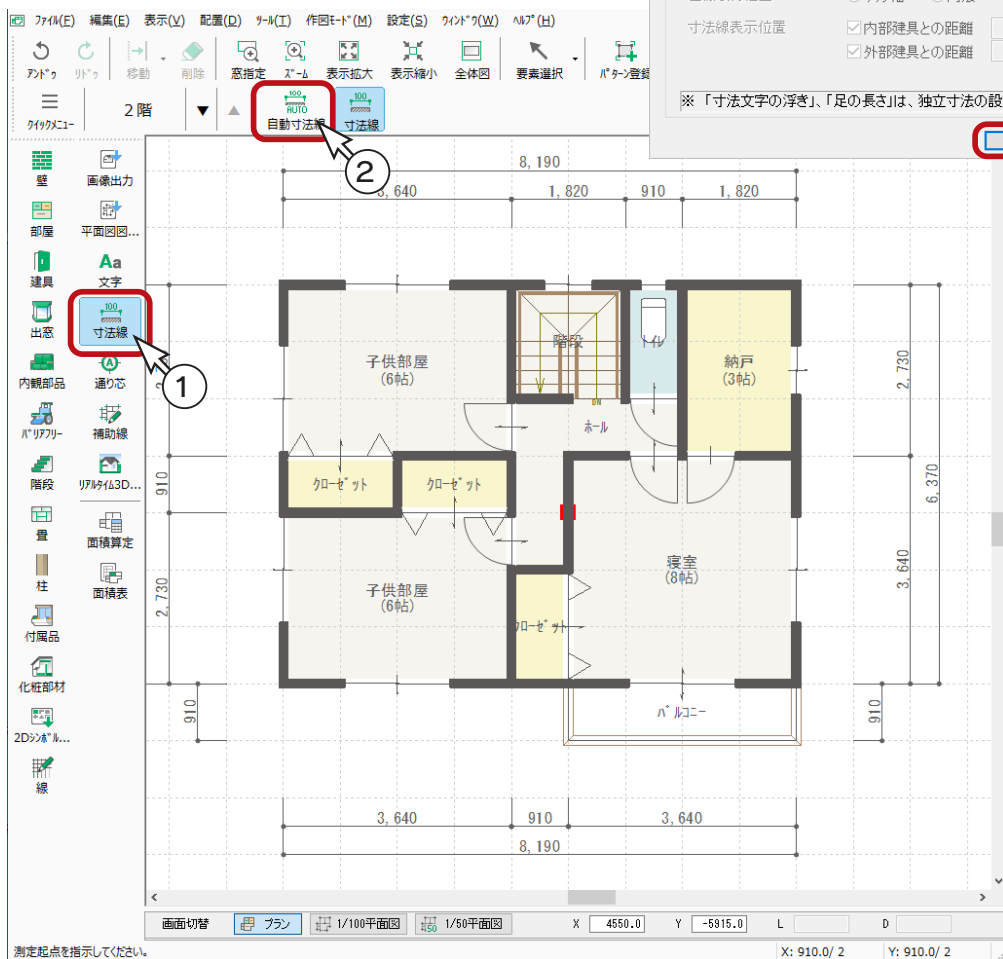 ファイル(F) 編集(E) 表示(V) 配置(D) ツール(T) 作図モード(M) 設定(S) ウィンドウ(W) ヘルプ(H)
アンドゥ リドゥ 移動 削除 窓指定 ズーム 表示拡大 表示縮小 全体図 要素選択 パターン登録
クイックメニュー 2階 ▼ ▲ 自動寸法線 寸法線
100 AUTO
100
寸法線表示位置
内部建具との距離
外部建具との距離
※「寸法文字の浮き」、「足の長さ」は、独立寸法の設
②
壁 画像出力
部屋 平面図図...
建具 Aa 文字
出窓 100 寸法線
①
内観部品 通り芯
バリアフリー 補助線
階段 リアルタイム3D...
畳 面積算定
柱 面積表
付属品
化粧部材
2Dシンボル...
線
8,190
3,640 1,820 910 1,820
子供部屋
(6帖)
階段
DN
トイレ
納戸
(3帖)
ホール
2,730
クローゼット クローゼット
910
6,370
子供部屋
(6帖)
寝室
(8帖)
クローゼット
2,730
3,640
バルコニー
910
910
3,640 910 3,640
8,190
画面切替 プラン 1/100平面図 1/50平面図 X 4550.0 Y -5915.0 L D
測定起点を指示してください。 X: 910.0/ 2 Y: 910.0/ 2